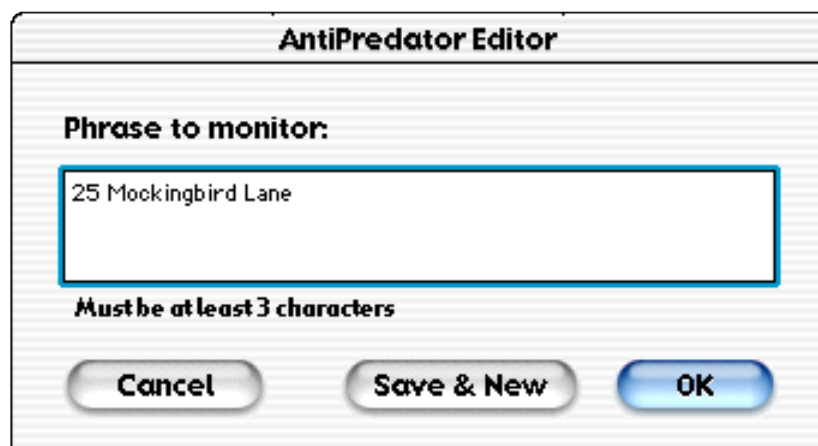 AntiPredator Editor
Phrase to monitor:
25 Mockingbird Lane
Must be at least 3 characters
Cancel Save & New OK